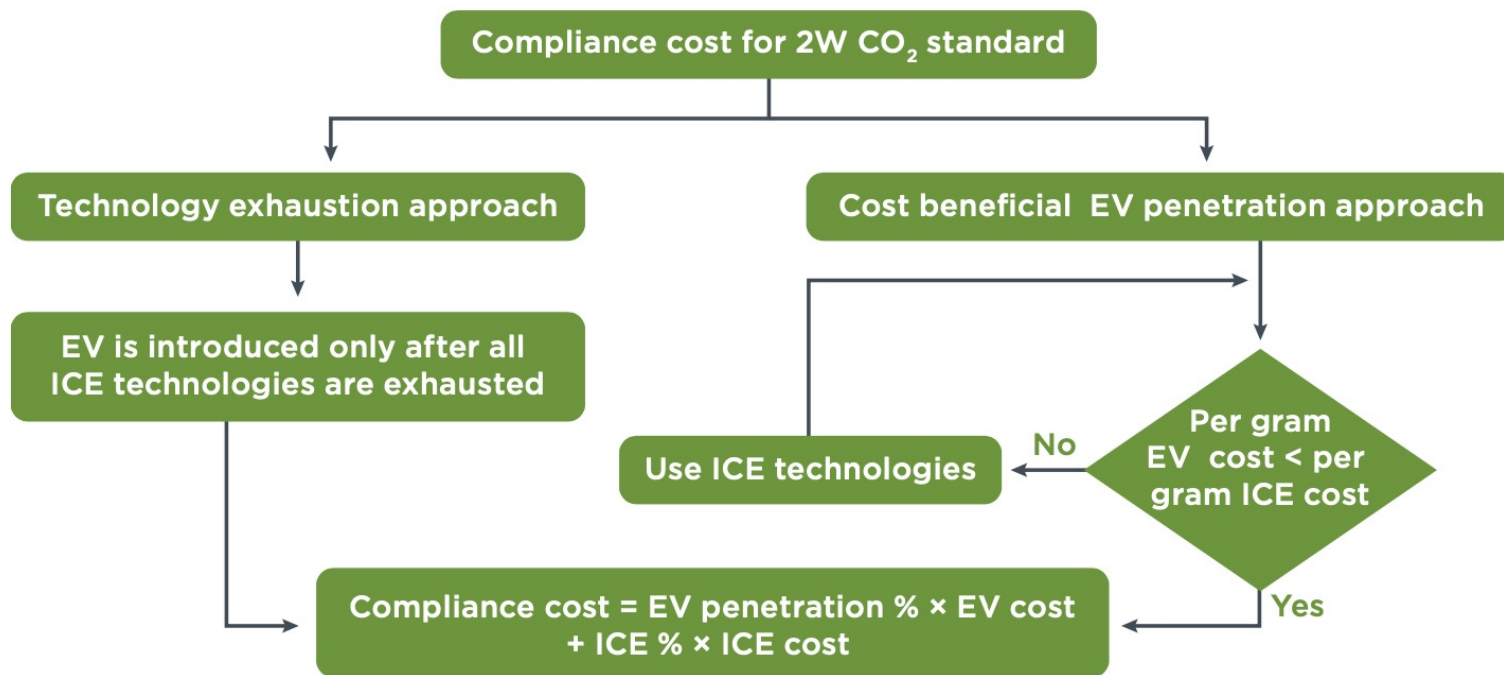 Compliance cost for 2W CO₂ standard
Technology exhaustion approach
Cost beneficial EV penetration approach
EV is introduced only after all
ICE technologies are exhausted
Per gram
EV cost < per
gram ICE cost
No
Use ICE technologies
Yes
Compliance cost = EV penetration % × EV cost
+ ICE % × ICE cost